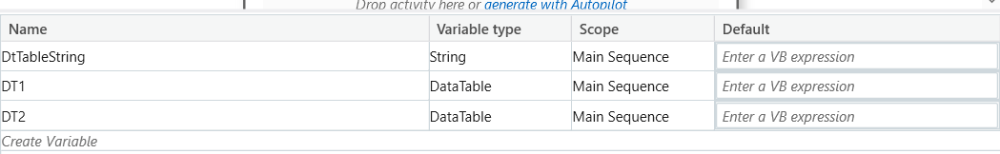 Drop activity here or generate with Autopilot
Name Variable type Scope Default
DtTableString String Main Sequence Enter a VB expression
DT1 DataTable Main Sequence Enter a VB expression
DT2 DataTable Main Sequence Enter a VB expression
Create Variable